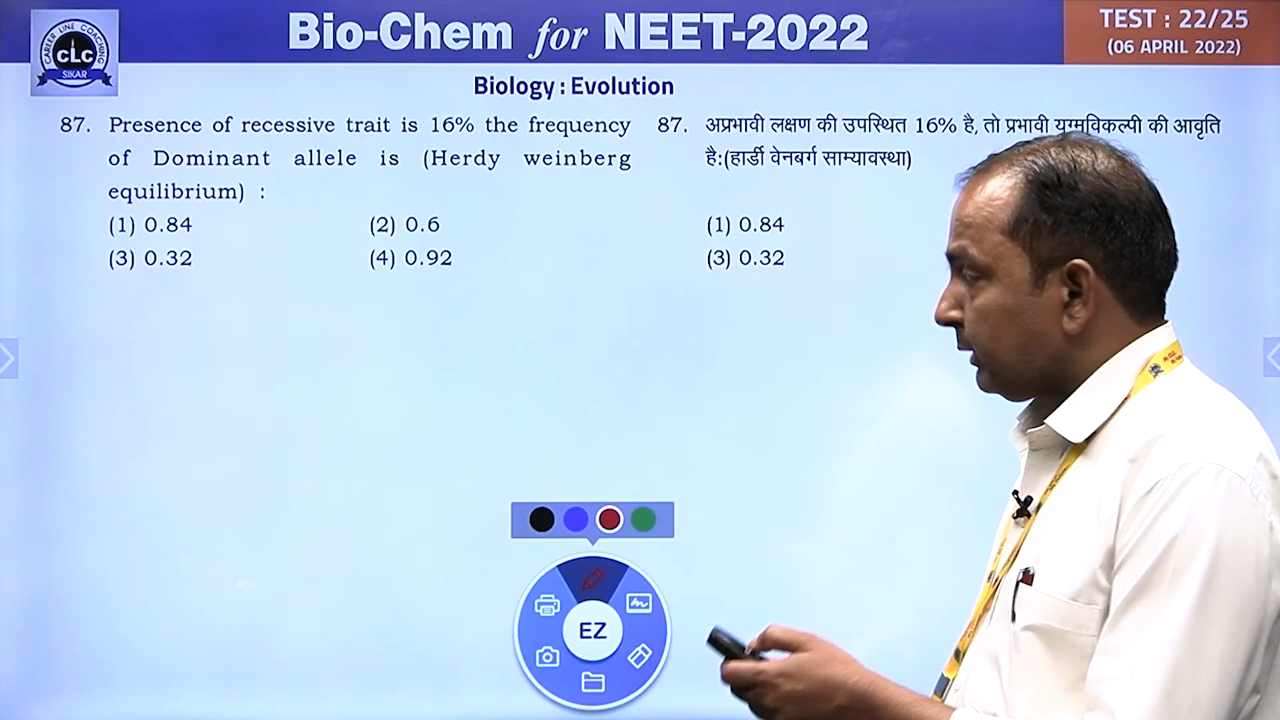 Bio-Chem for NEET-2022
TEST : 22/25
(06 APRIL 2022)
CAREER LINE COACHING
CLC
SIKAR
Biology : Evolution
87. Presence of recessive trait is 16% the frequency
of Dominant allele is (Herdy weinberg
equilibrium) :
(1) 0.84 (2) 0.6
(3) 0.32 (4) 0.92
87. अप्रभावी लक्षण की उपस्थित 16% है, तो प्रभावी युग्मविकल्पी की आवृति
है:(हार्डी वेनबर्ग साम्यावस्था)
(1) 0.84
(3) 0.32
EZ